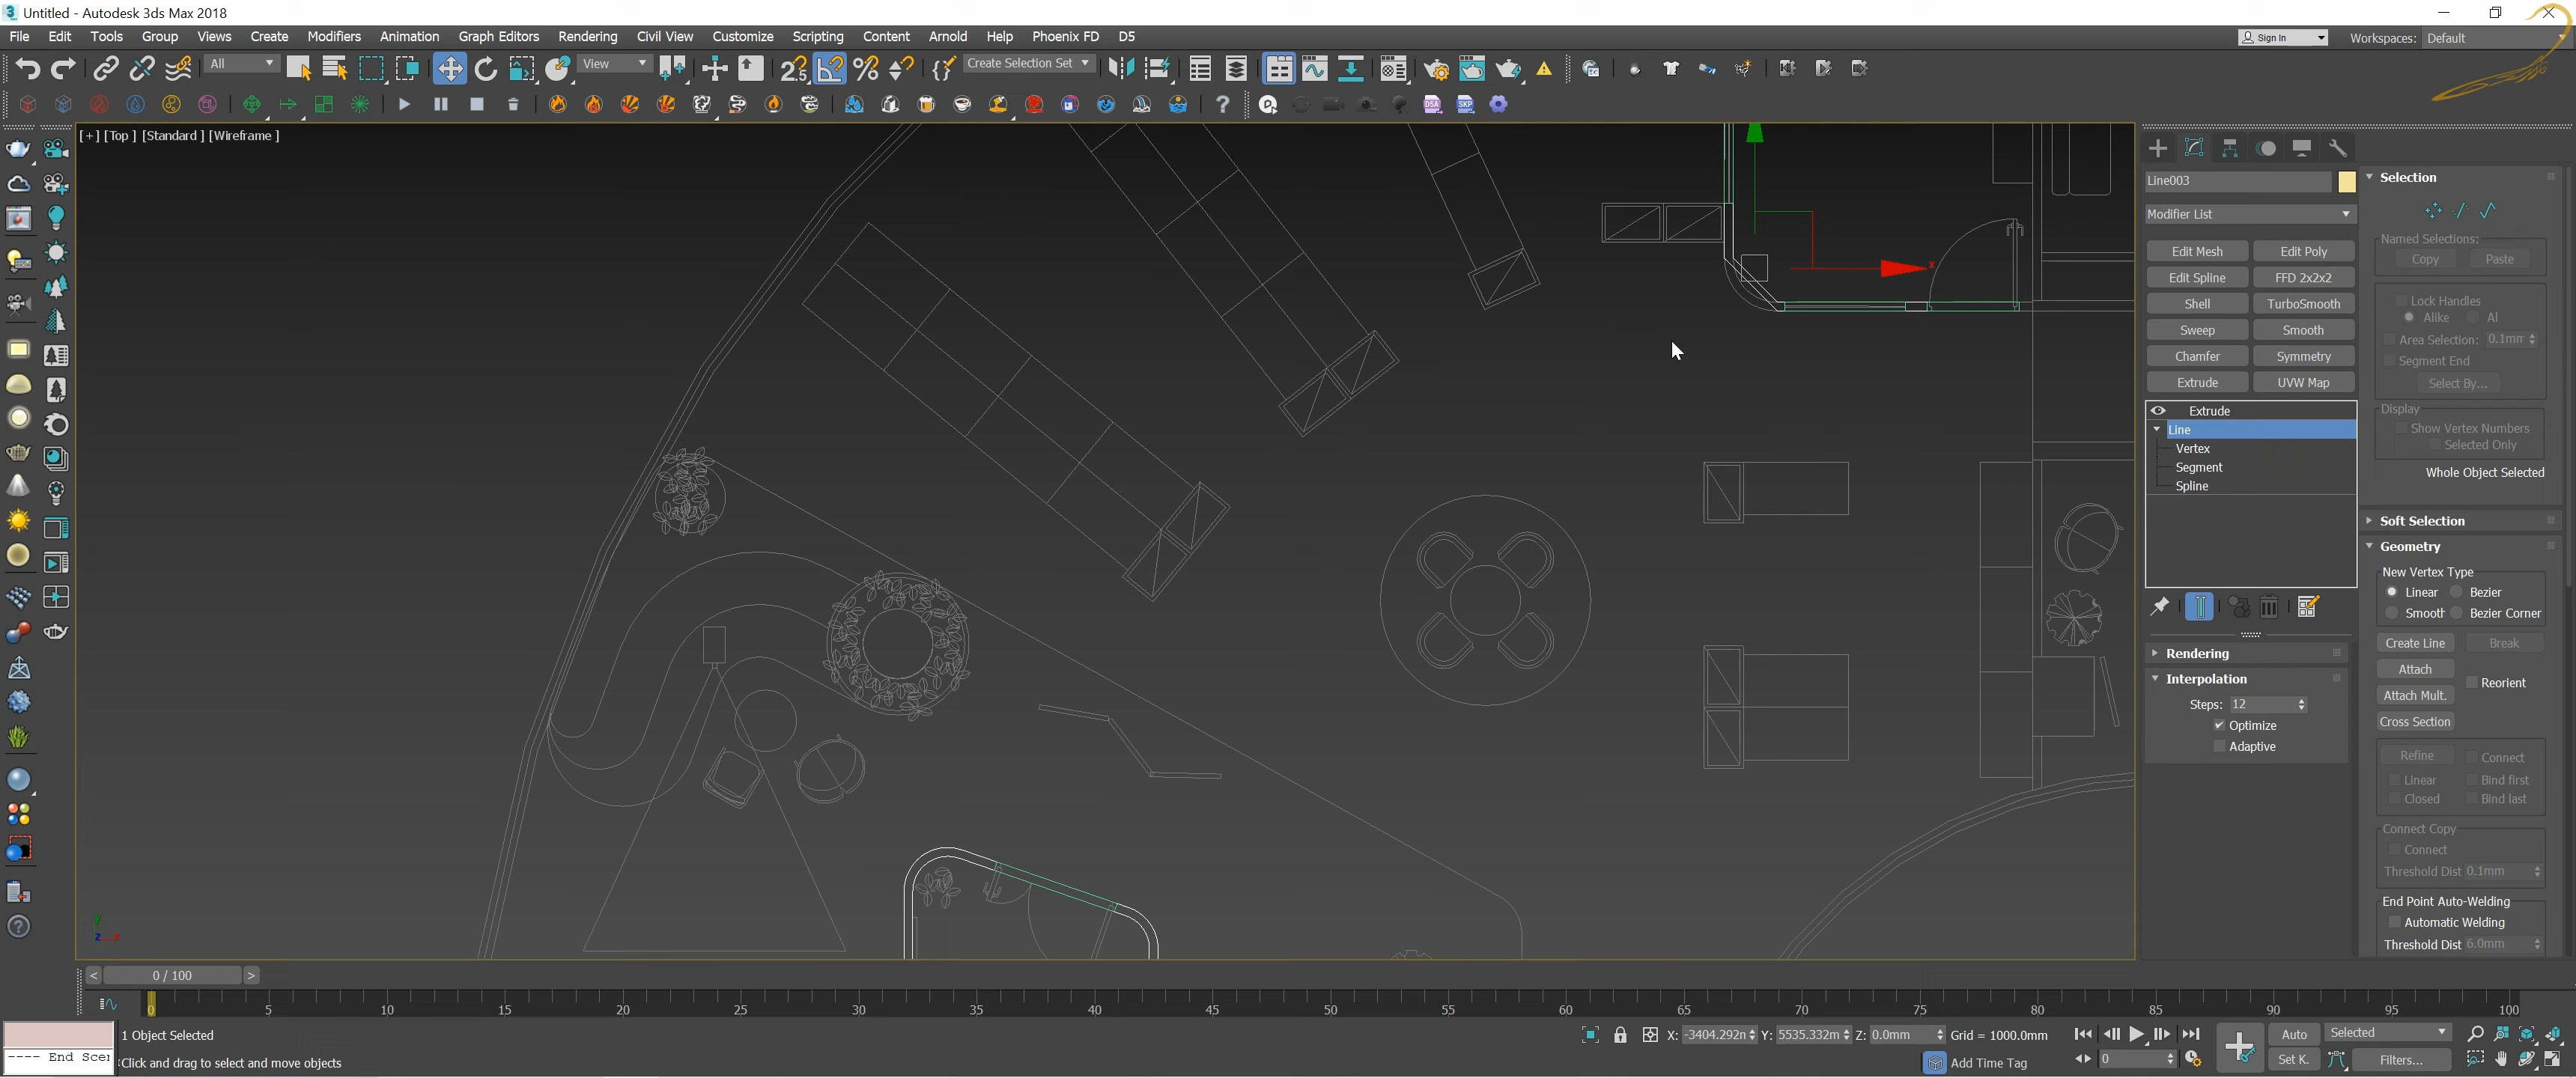 Untitled - Autodesk 3ds Max 2018
File Edit Tools Group Views Create Modifiers Animation Graph Editors Rendering Civil View Customize Scripting Content Arnold Help Phoenix FD D5
Sign In Workspaces: Default
All View Create Selection Set
[+] [Top ] [Standard ] [Wireframe ]
Line003
Modifier List
Edit Mesh Edit Poly
Edit Spline FFD 2x2x2
Shell TurboSmooth
Sweep Smooth
Chamfer Symmetry
Extrude UVW Map
Extrude
Line
Vertex
Segment
Spline
Rendering
Interpolation
Steps: 12
Optimize
Adaptive
Selection
Named Selections:
Copy Paste
Lock Handles
Alike Al
Area Selection: 0.1mm
Segment End
Select By...
Display
Show Vertex Numbers
Selected Only
Whole Object Selected
Soft Selection
Geometry
New Vertex Type
Linear Bezier
Smooth Bezier Corner
Create Line Break
Attach
Reorient
Attach Mult.
Cross Section
Refine Connect
Linear Bind first
Closed Bind last
Connect Copy
Connect
Threshold Dist 0.1mm
End Point Auto-Welding
Automatic Welding
Threshold Dist 6.0mm
x
z x
< 0 / 100 >
0 5 10 15 20 25 30 35 40 45 50 55 60 65 70 75 80 85 90 95 100
1 Object Selected
X: -3404.292n Y: 5535.332m Z: 0.0mm Grid = 1000.0mm
Auto Selected
---- End Scer
Click and drag to select and move objects
Add Time Tag
0
Set K. Filters...